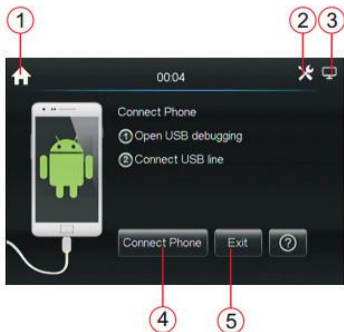 1 2 3
00:04
Connect Phone
1 Open USB debugging
2 Connect USB line
Connect Phone Exit ?
4 5